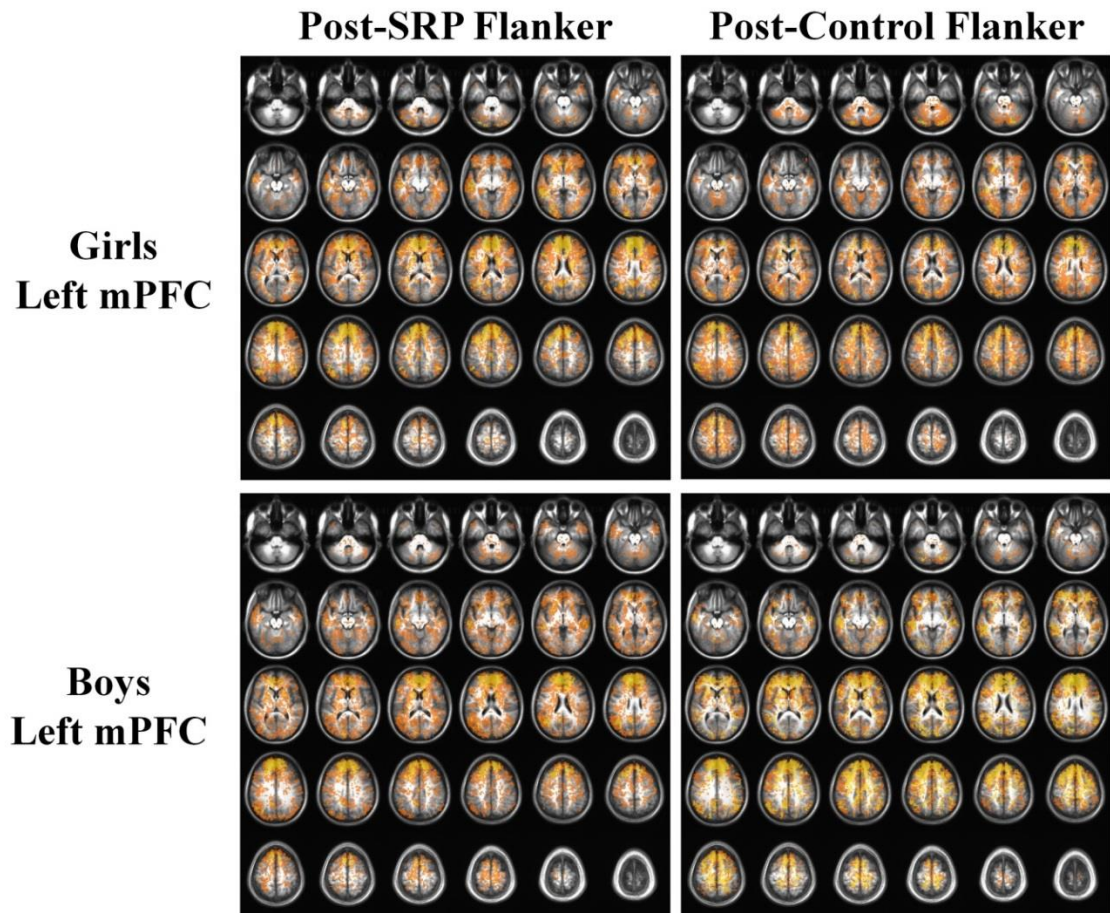 Post-SRP Flanker
Post-Control Flanker
Girls
Left mPFC
Boys
Left mPFC